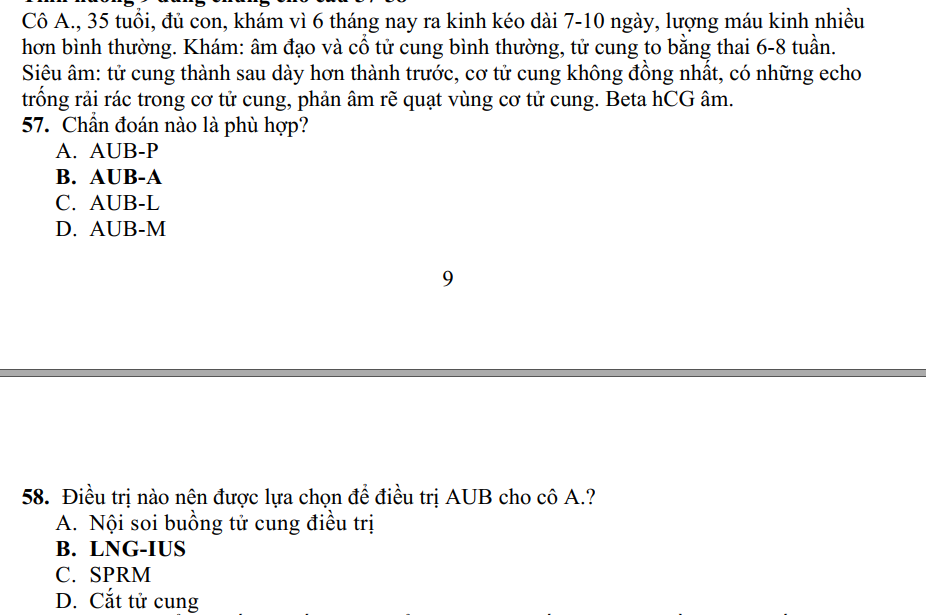 Cô A., 35 tuổi, đủ con, khám vì 6 tháng nay ra kinh kéo dài 7-10 ngày, lượng máu kinh nhiều
hơn bình thường. Khám: âm đạo và cổ tử cung bình thường, tử cung to bằng thai 6-8 tuần.
Siêu âm: tử cung thành sau dày hơn thành trước, cơ tử cung không đồng nhất, có những echo
trống rải rác trong cơ tử cung, phản âm rẽ quạt vùng cơ tử cung. Beta hCG âm.
57. Chẩn đoán nào là phù hợp?
A. AUB-P
B. AUB-A
C. AUB-L
D. AUB-M
9
58. Điều trị nào nên được lựa chọn để điều trị AUB cho cô A.?
A. Nội soi buồng tử cung điều trị
B. LNG-IUS
C. SPRM
D. Cắt tử cung